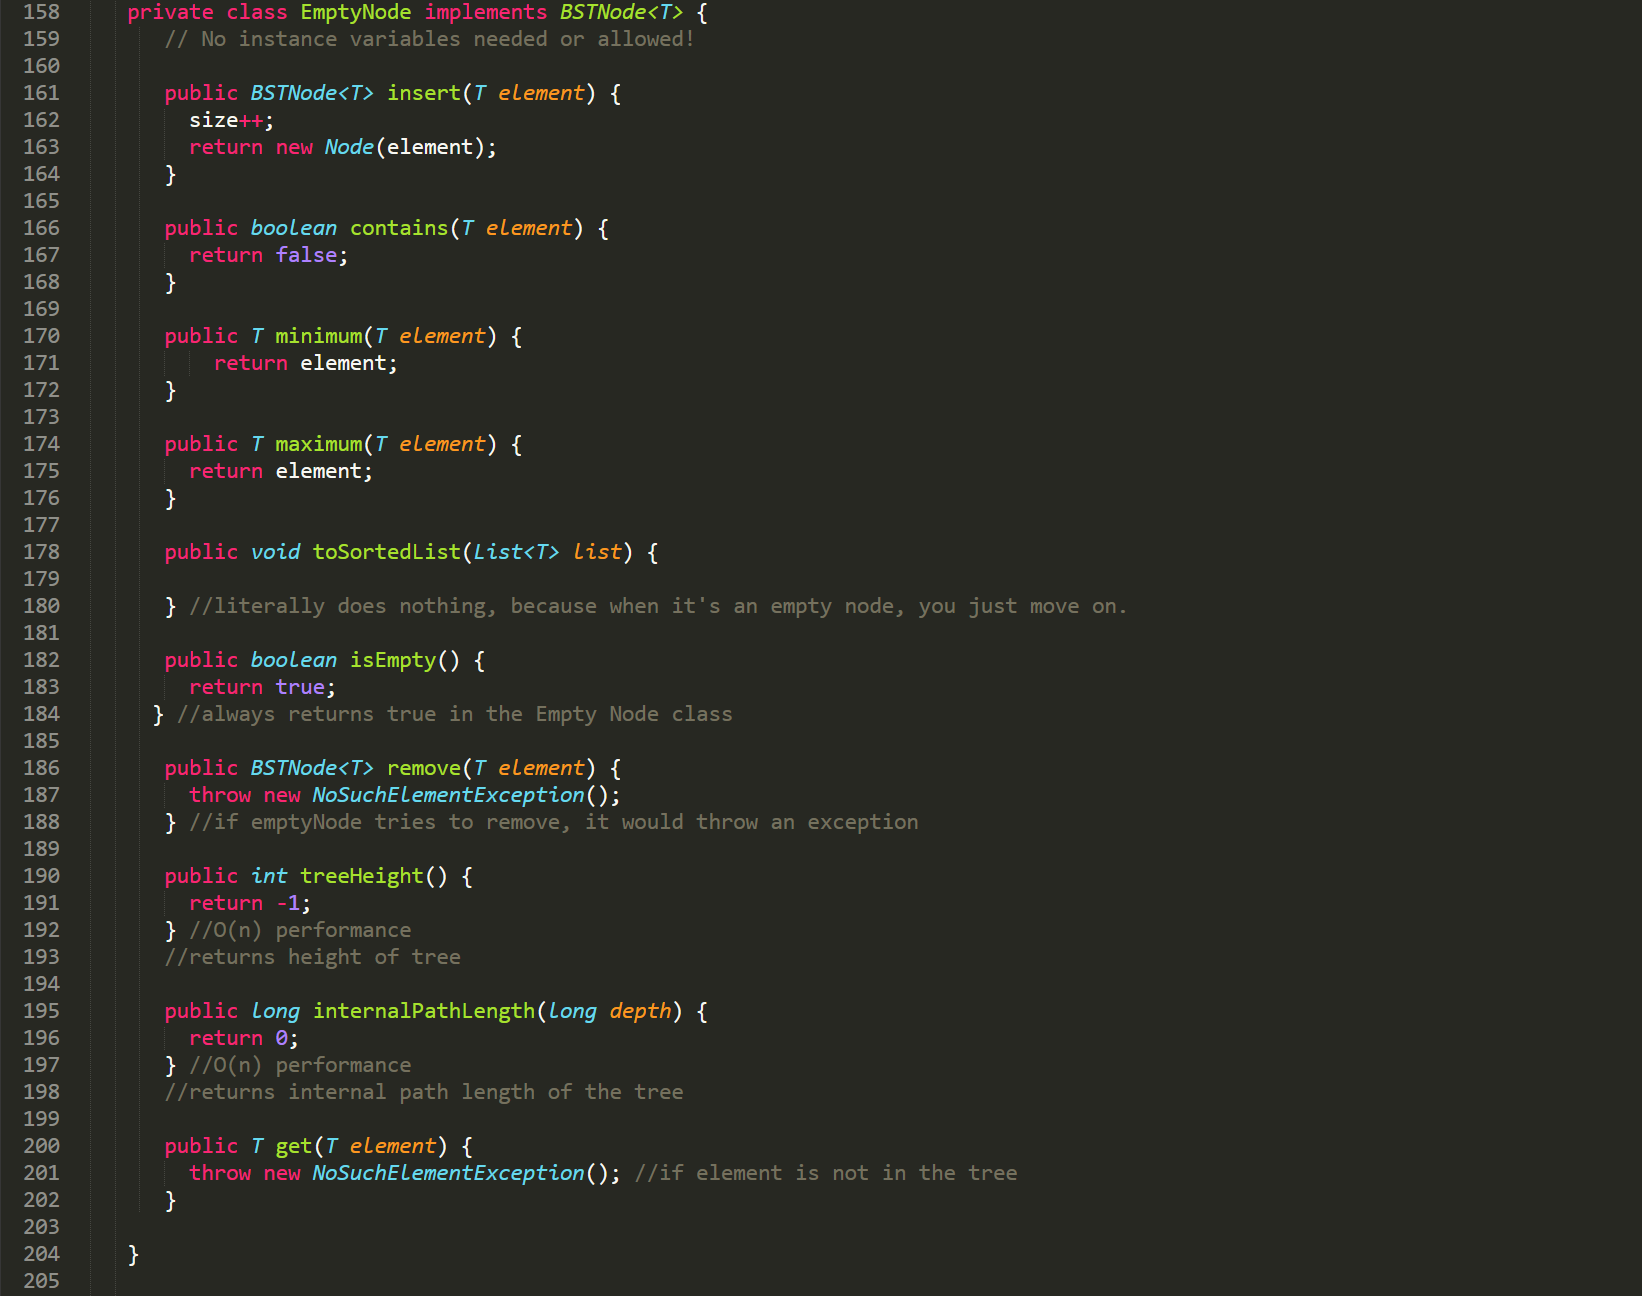 158 private class EmptyNode implements BSTNode<T> {
159 // No instance variables needed or allowed!
160
161 public BSTNode<T> insert(T element) {
162 size++;
163 return new Node(element);
164 }
165
166 public boolean contains(T element) {
167 return false;
168 }
169
170 public T minimum(T element) {
171 return element;
172 }
173
174 public T maximum(T element) {
175 return element;
176 }
177
178 public void toSortedList(List<T> list) {
179
180 } //literally does nothing, because when it's an empty node, you just move on.
181
182 public boolean isEmpty() {
183 return true;
184 } //always returns true in the Empty Node class
185
186 public BSTNode<T> remove(T element) {
187 throw new NoSuchElementException();
188 } //if emptyNode tries to remove, it would throw an exception
189
190 public int treeHeight() {
191 return -1;
192 } //O(n) performance
193 //returns height of tree
194
195 public long internalPathLength(long depth) {
196 return 0;
197 } //O(n) performance
198 //returns internal path length of the tree
199
200 public T get(T element) {
201 throw new NoSuchElementException(); //if element is not in the tree
202 }
203
204 }
205